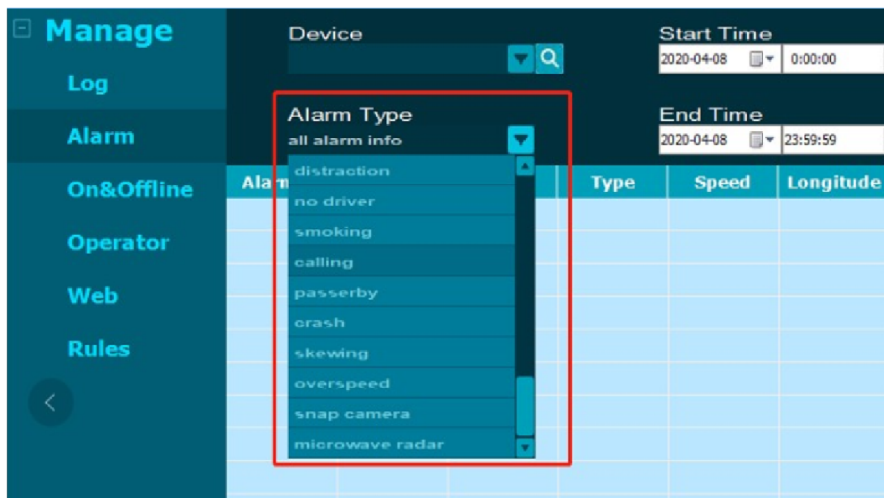 Manage
Log
Alarm
On&Offline
Operator
Web
Rules
Device
Start Time
2020-04-08 0:00:00
Alarm Type
all alarm info
End Time
2020-04-08 23:59:59
distraction
no driver
smoking
calling
passerby
crash
skewing
overspeed
snap camera
microwave radar
Type Speed Longitude